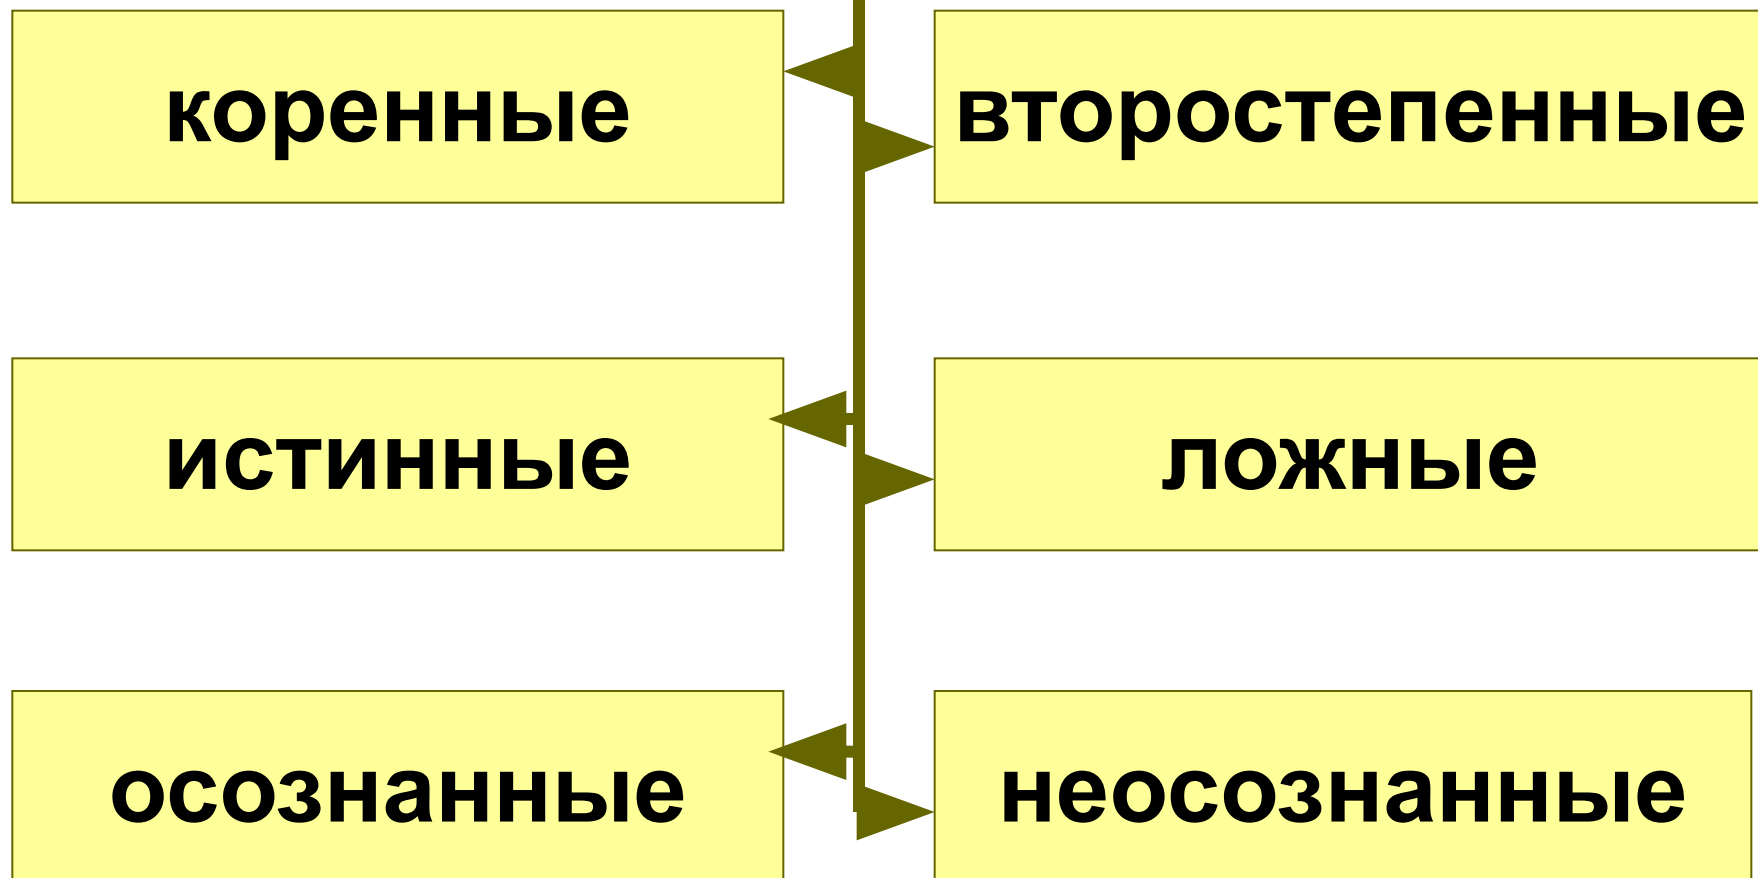 коренные
второстепенные
истинные
ложные
осознанные
неосознанные